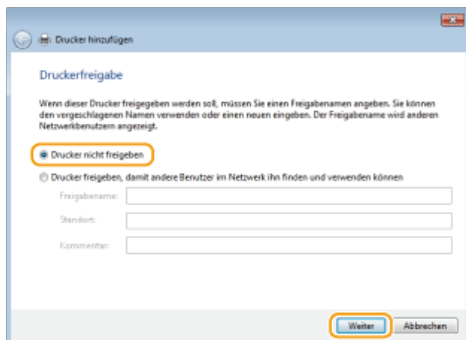 Drucker hinzufügen
Druckerfreigabe
Wenn dieser Drucker freigegeben werden soll, müssen Sie einen Freigabenamen angeben. Sie können
den vorgeschlagenen Namen verwenden oder einen neuen eingeben. Der Freigabename wird anderen
Netzwerkbenutzern angezeigt.
Drucker nicht freigeben
Drucker freigeben, damit andere Benutzer im Netzwerk ihn finden und verwenden können
Freigabename:
Standort:
Kommentar:
Weiter Abbrechen